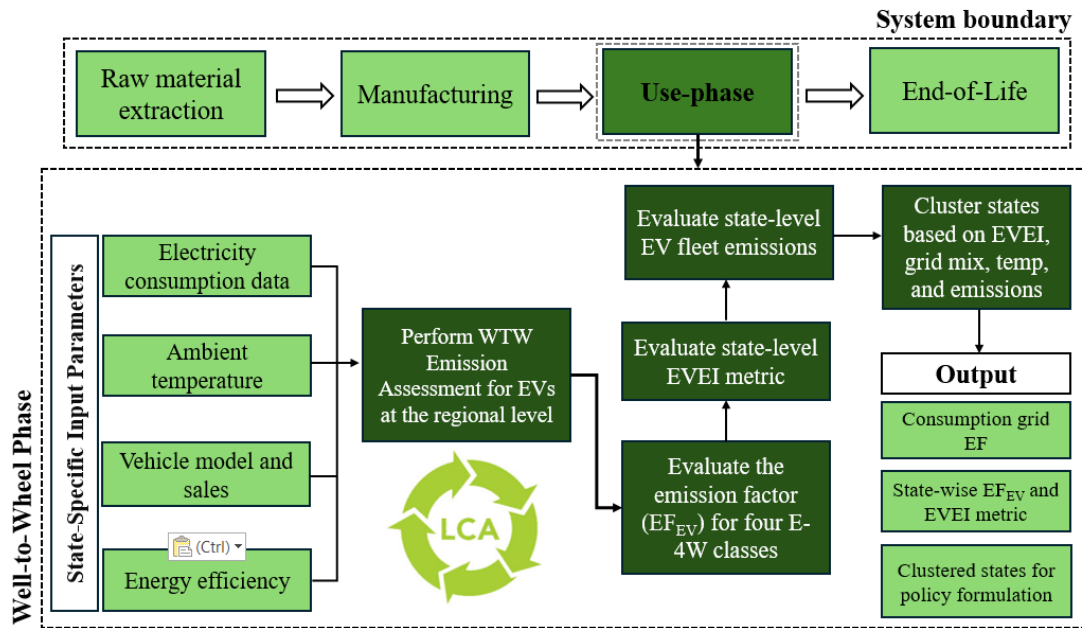 System boundary
Raw material
extraction
Manufacturing
Use-phase
End-of-Life
Well-to-Wheel Phase
State-Specific Input Parameters
Electricity
consumption data
Ambient
temperature
Vehicle model and
sales
(Ctrl)
Energy efficiency
Perform WTW
Emission
Assessment for EVs
at the regional level
LCA
Evaluate state-level
EV fleet emissions
Evaluate state-level
EVEI metric
Evaluate the
emission factor
(EF_EV) for four E-
4W classes
Cluster states
based on EVEI,
grid mix, temp,
and emissions
Output
Consumption grid
EF
State-wise EF_EV and
EVEI metric
Clustered states for
policy formulation